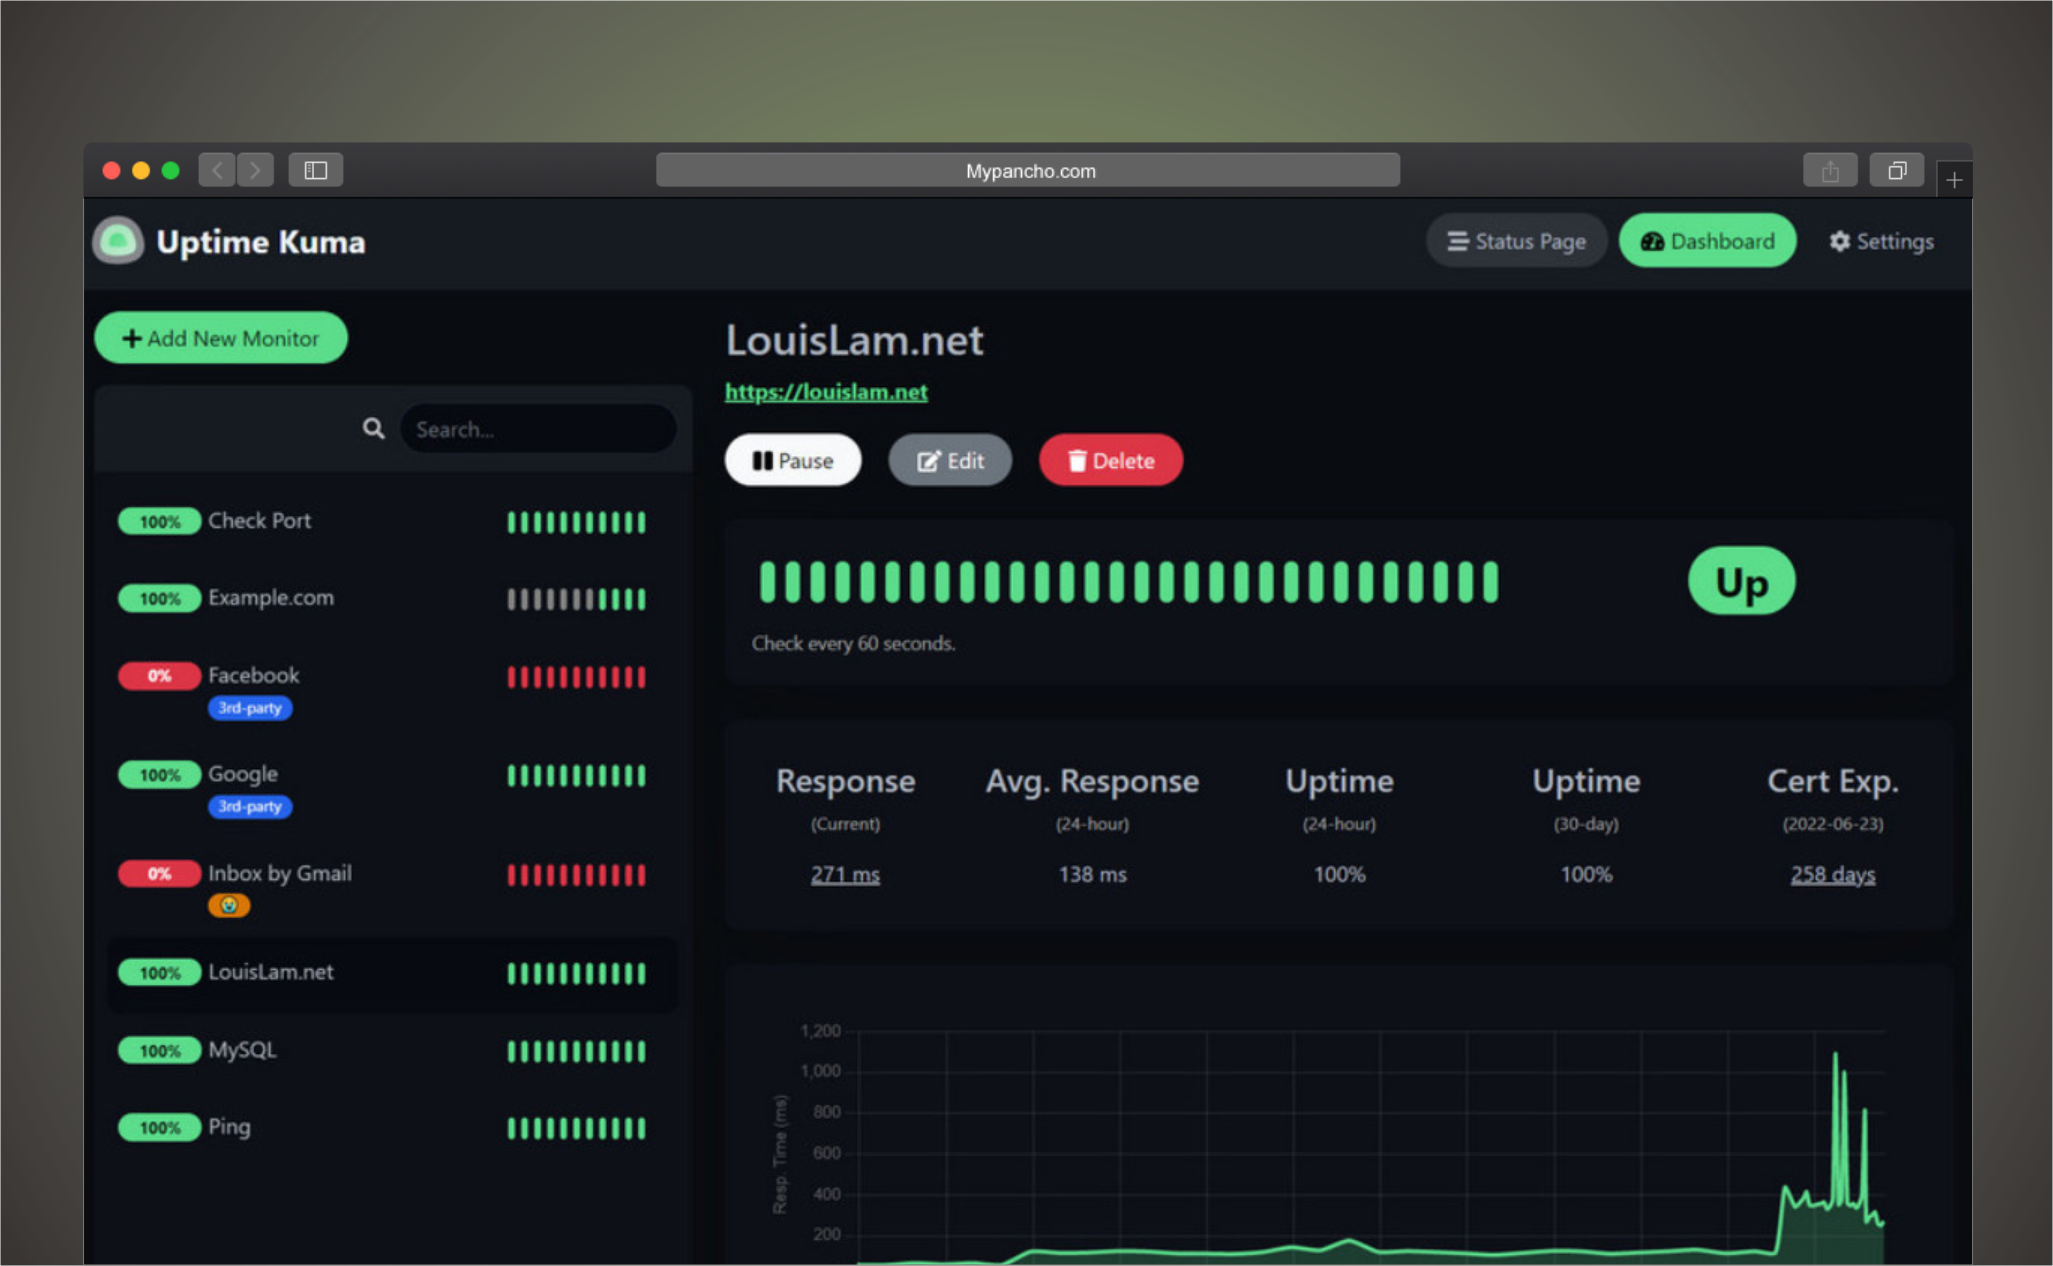 Mypancho.com
Uptime Kuma
Status Page
Dashboard
Settings
Add New Monitor
Search...
100% Check Port
100% Example.com
0% Facebook
3rd-party
100% Google
3rd-party
0% Inbox by Gmail
100% LouisLam.net
100% MySQL
100% Ping
LouisLam.net
https://louislam.net
Pause Edit Delete
Up
Check every 60 seconds.
Response Avg. Response Uptime Uptime Cert Exp.
(Current) (24-hour) (24-hour) (30-day) (2022-06-23)
271 ms 138 ms 100% 100% 258 days
Resp. Time (ms)
1,200
1,000
800
600
400
200